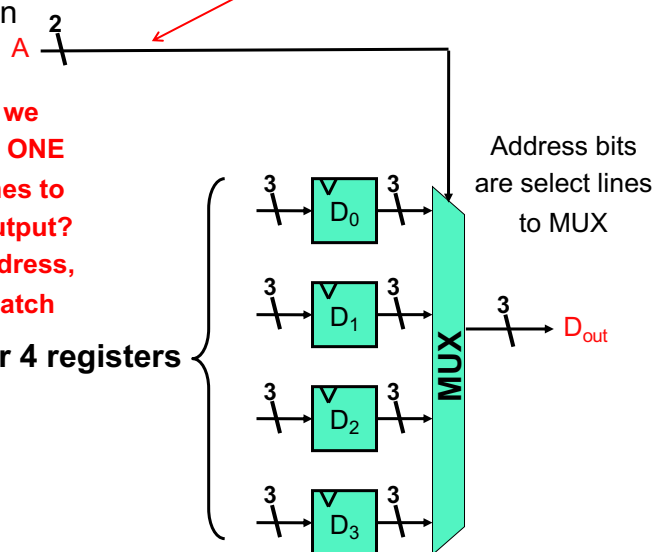 n
2
A
we
ONE
nes to
utput?
dress,
atch
r 4 registers
Address bits
are select lines
to MUX
3 D₀ 3
3 D₁ 3
3 D₂ 3
3 D₃ 3
MUX
3
Dout